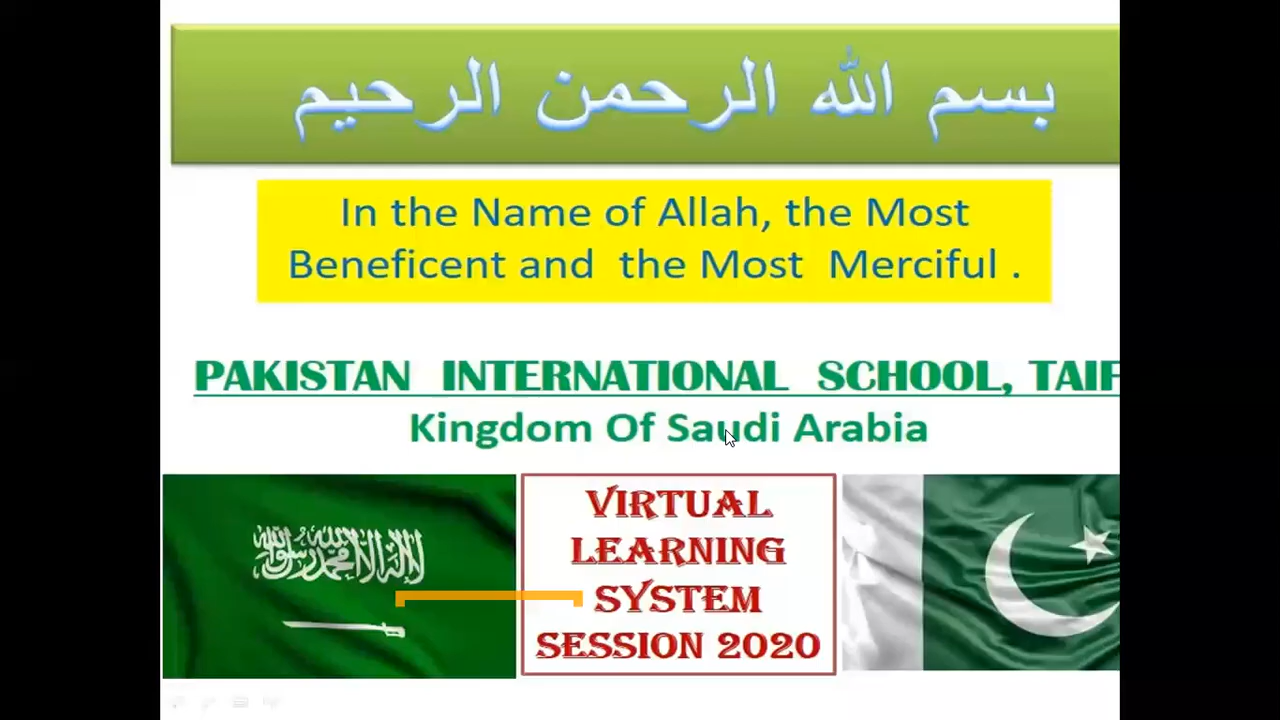 بسم الله الرحمن الرحيم
In the Name of Allah, the Most
Beneficent and the Most Merciful .
PAKISTAN INTERNATIONAL SCHOOL, TAIF
Kingdom Of Saudi Arabia
لا إله إلا الله محمد رسول الله
VIRTUAL
LEARNING
SYSTEM
SESSION 2020